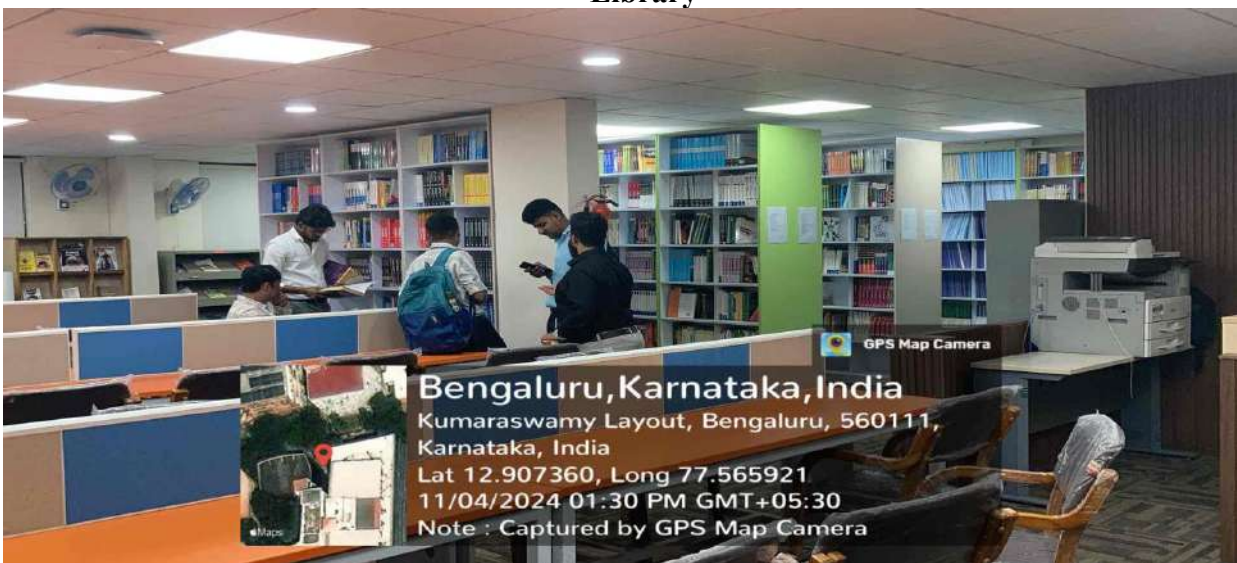 Library
GPS Map Camera
Bengaluru,Karnataka,India
Kumaraswamy Layout, Bengaluru, 560111,
Karnataka, India
Lat 12.907360, Long 77.565921
11/04/2024 01:30 PM GMT+05:30
Note : Captured by GPS Map Camera
Maps